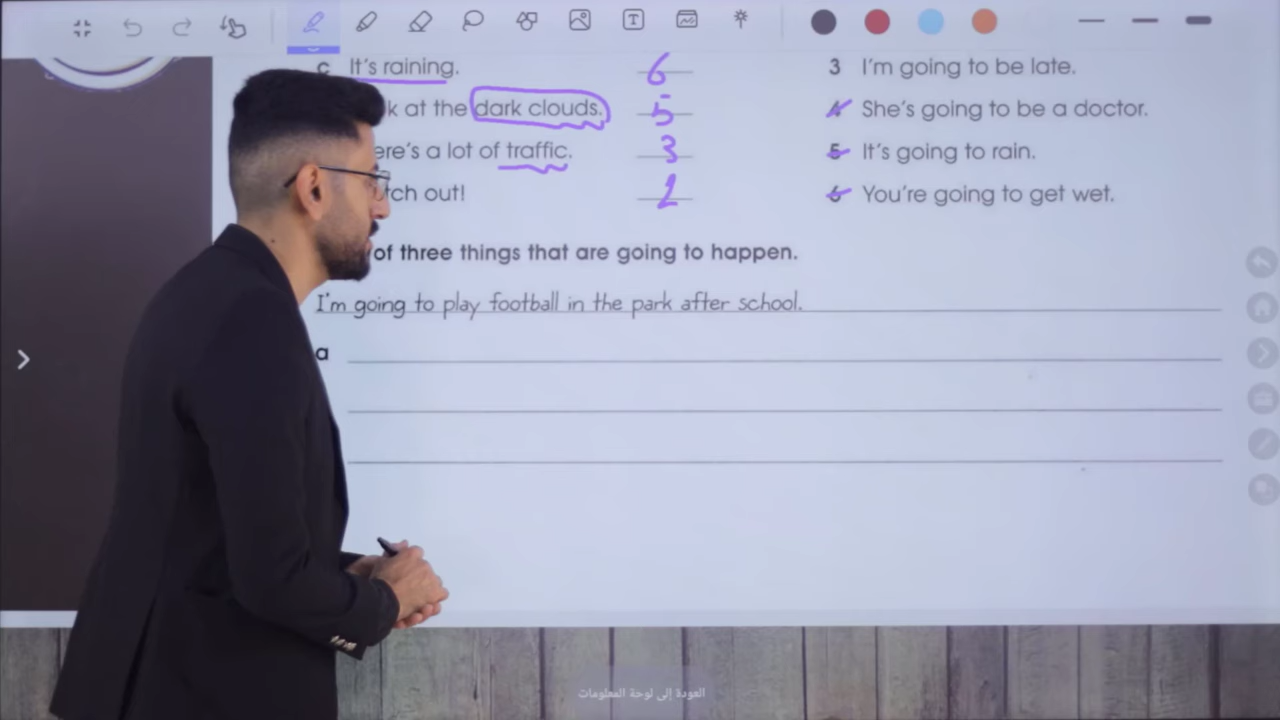 c It's raining. 6 3 I'm going to be late.
k at the dark clouds. 5 4 She's going to be a doctor.
ere's a lot of traffic. 3 5 It's going to rain.
ch out! 6 You're going to get wet.
of three things that are going to happen.
I'm going to play football in the park after school.
a
العودة إلى لوحة المعلومات